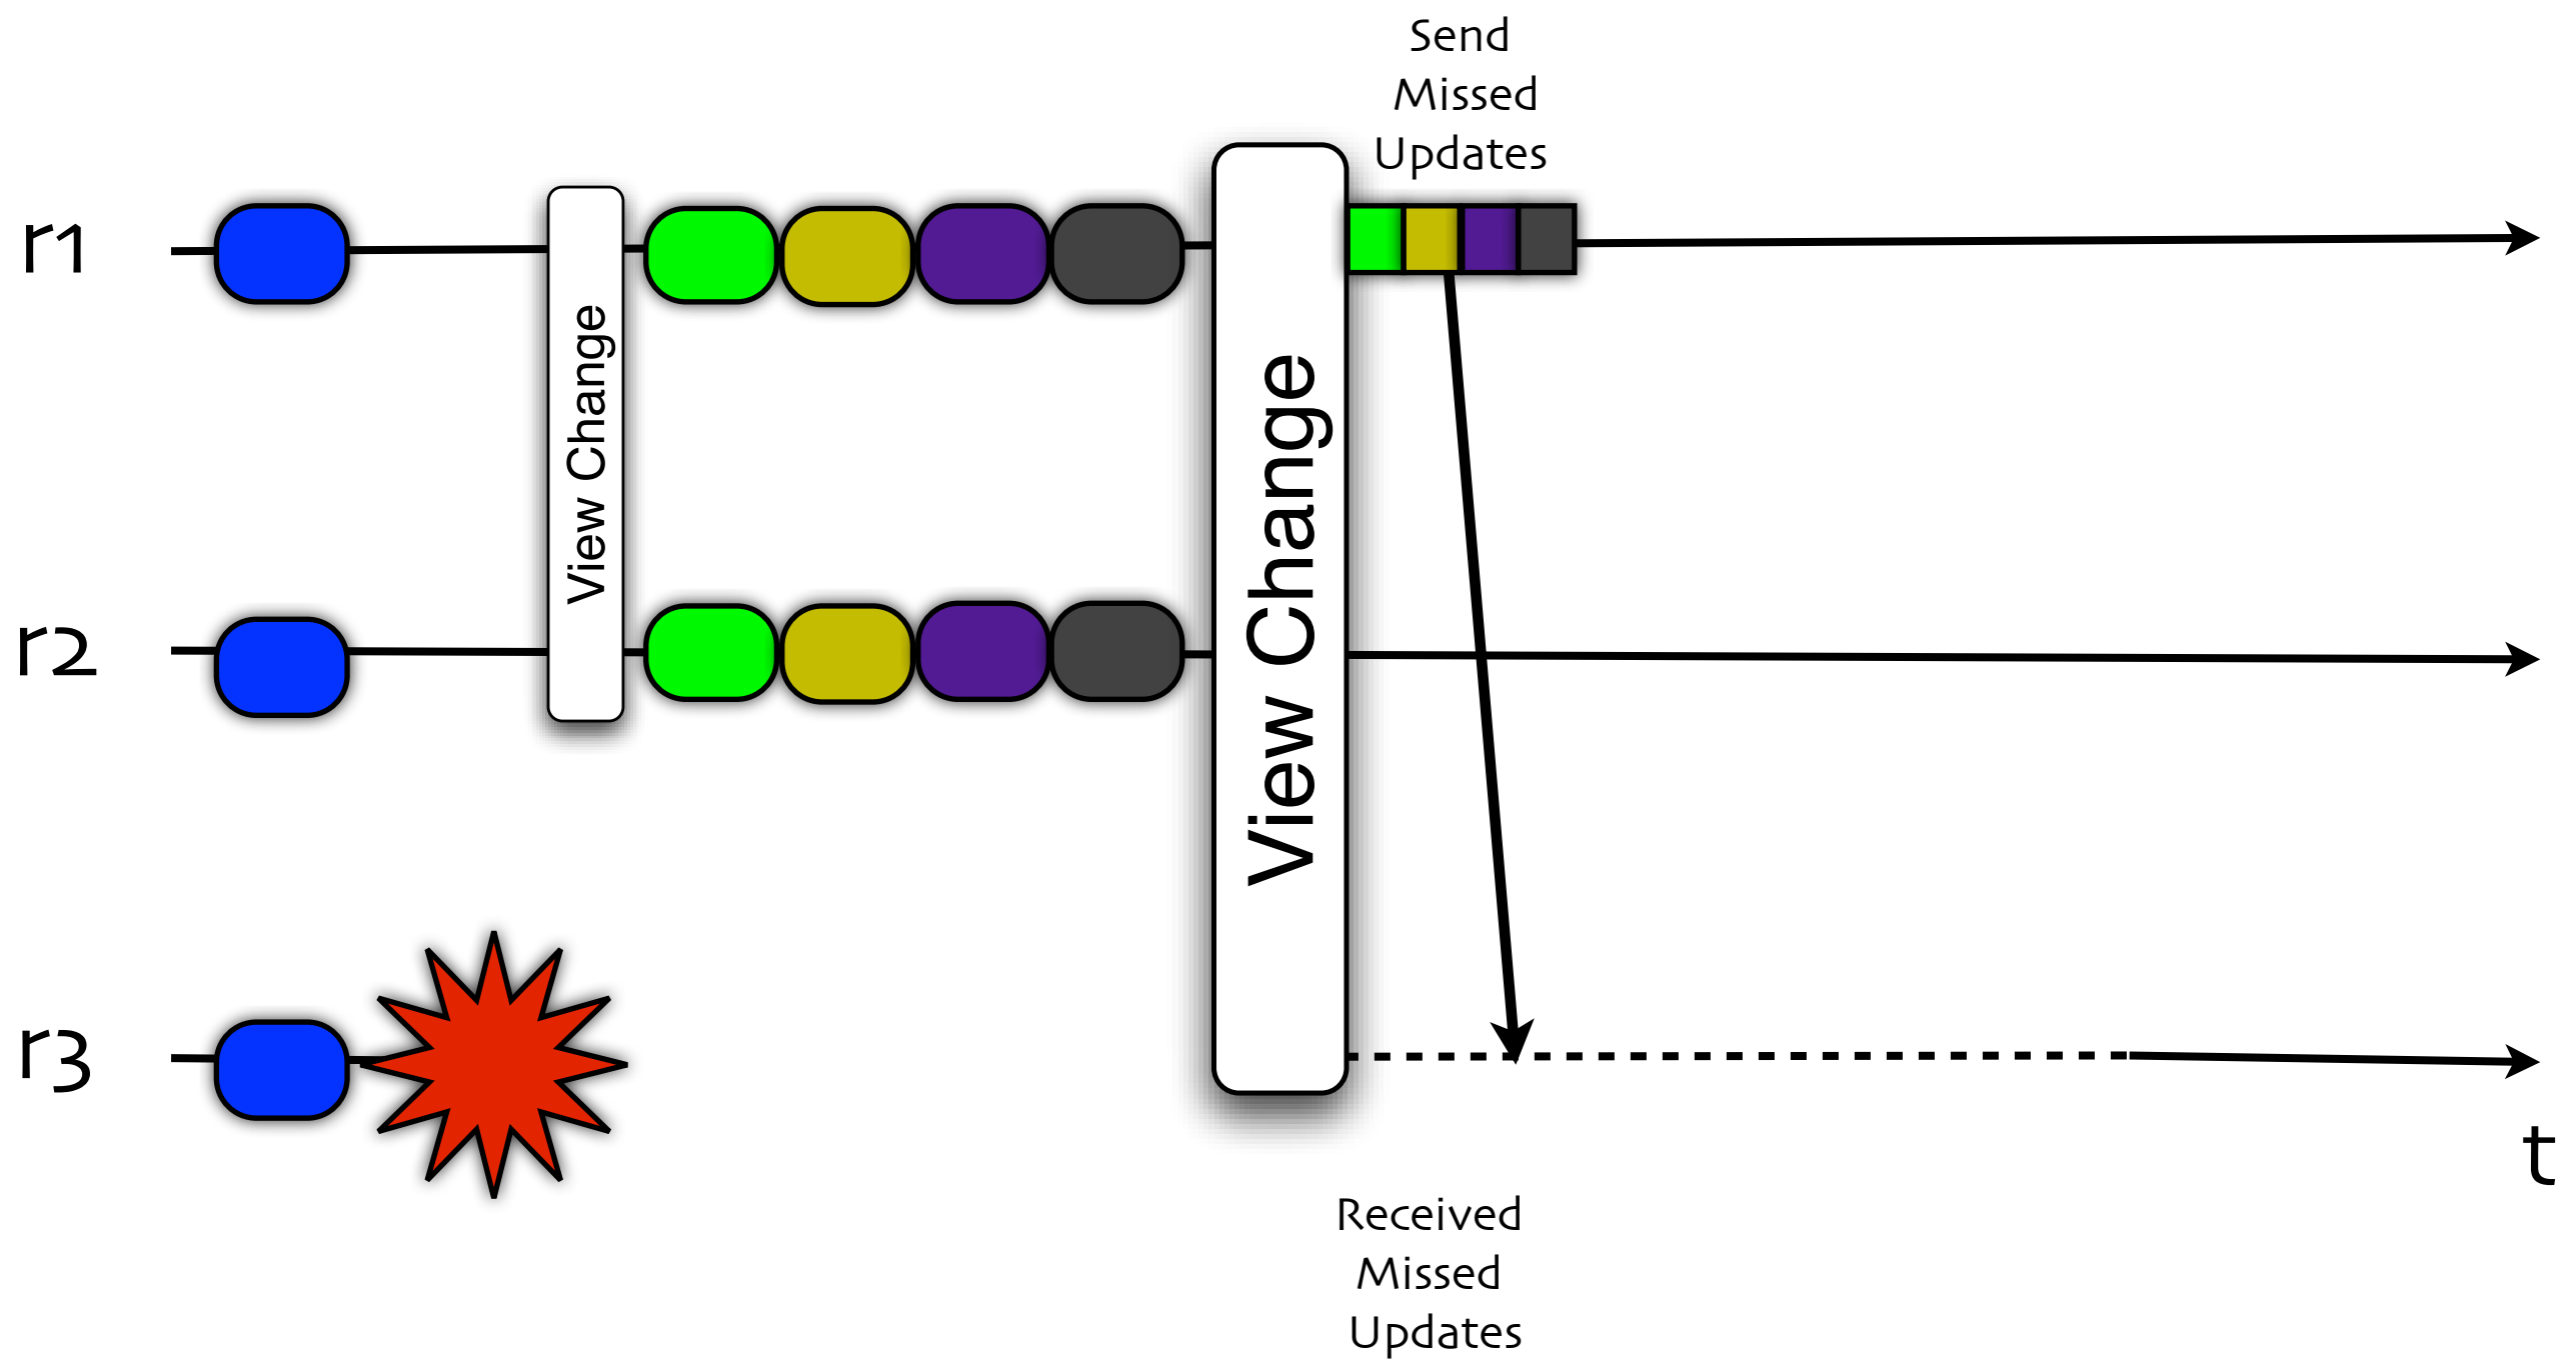 Send
Missed
Updates
r1
View Change
View Change
r2
r3
t
Received
Missed
Updates